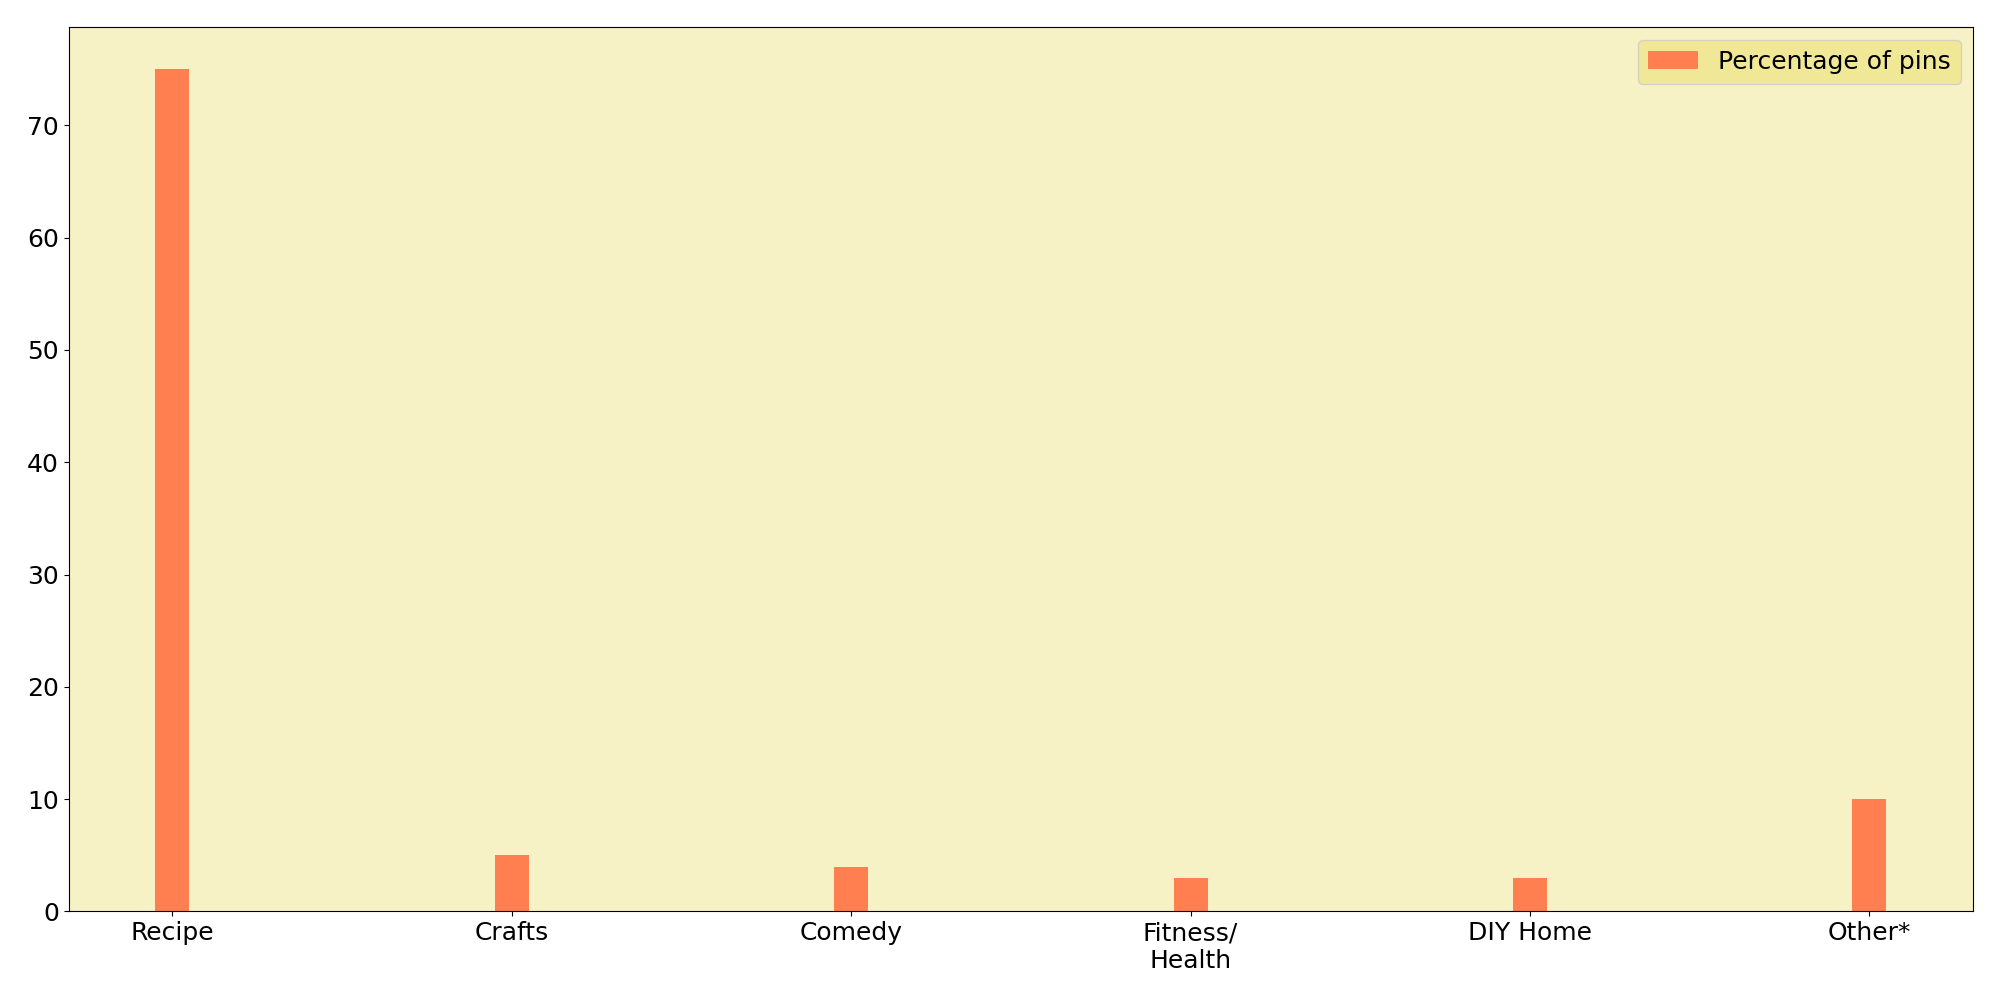 Percentage of pins
70
60
50
40
30
20
10
0
Recipe
Crafts
Comedy
Fitness/
Health
DIY Home
Other*